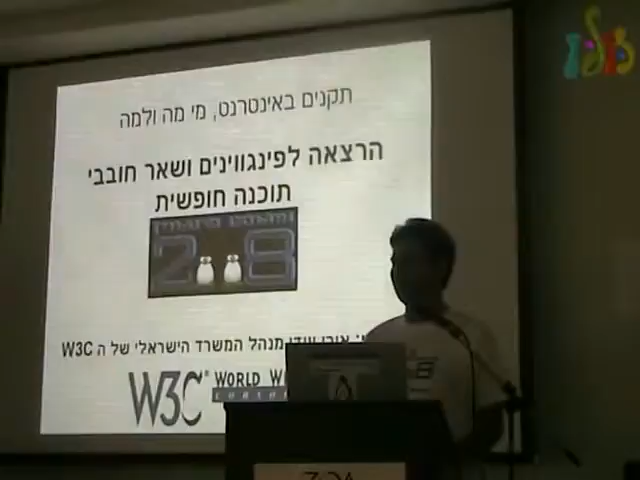 תקנים באינטרנט, מי מה ולמה
הרצאה לפינגווינים ושאר חובבי
תוכנה חופשית
2..8
מנהל המשרד הישראלי של ה W3C
W3C® WORLD W